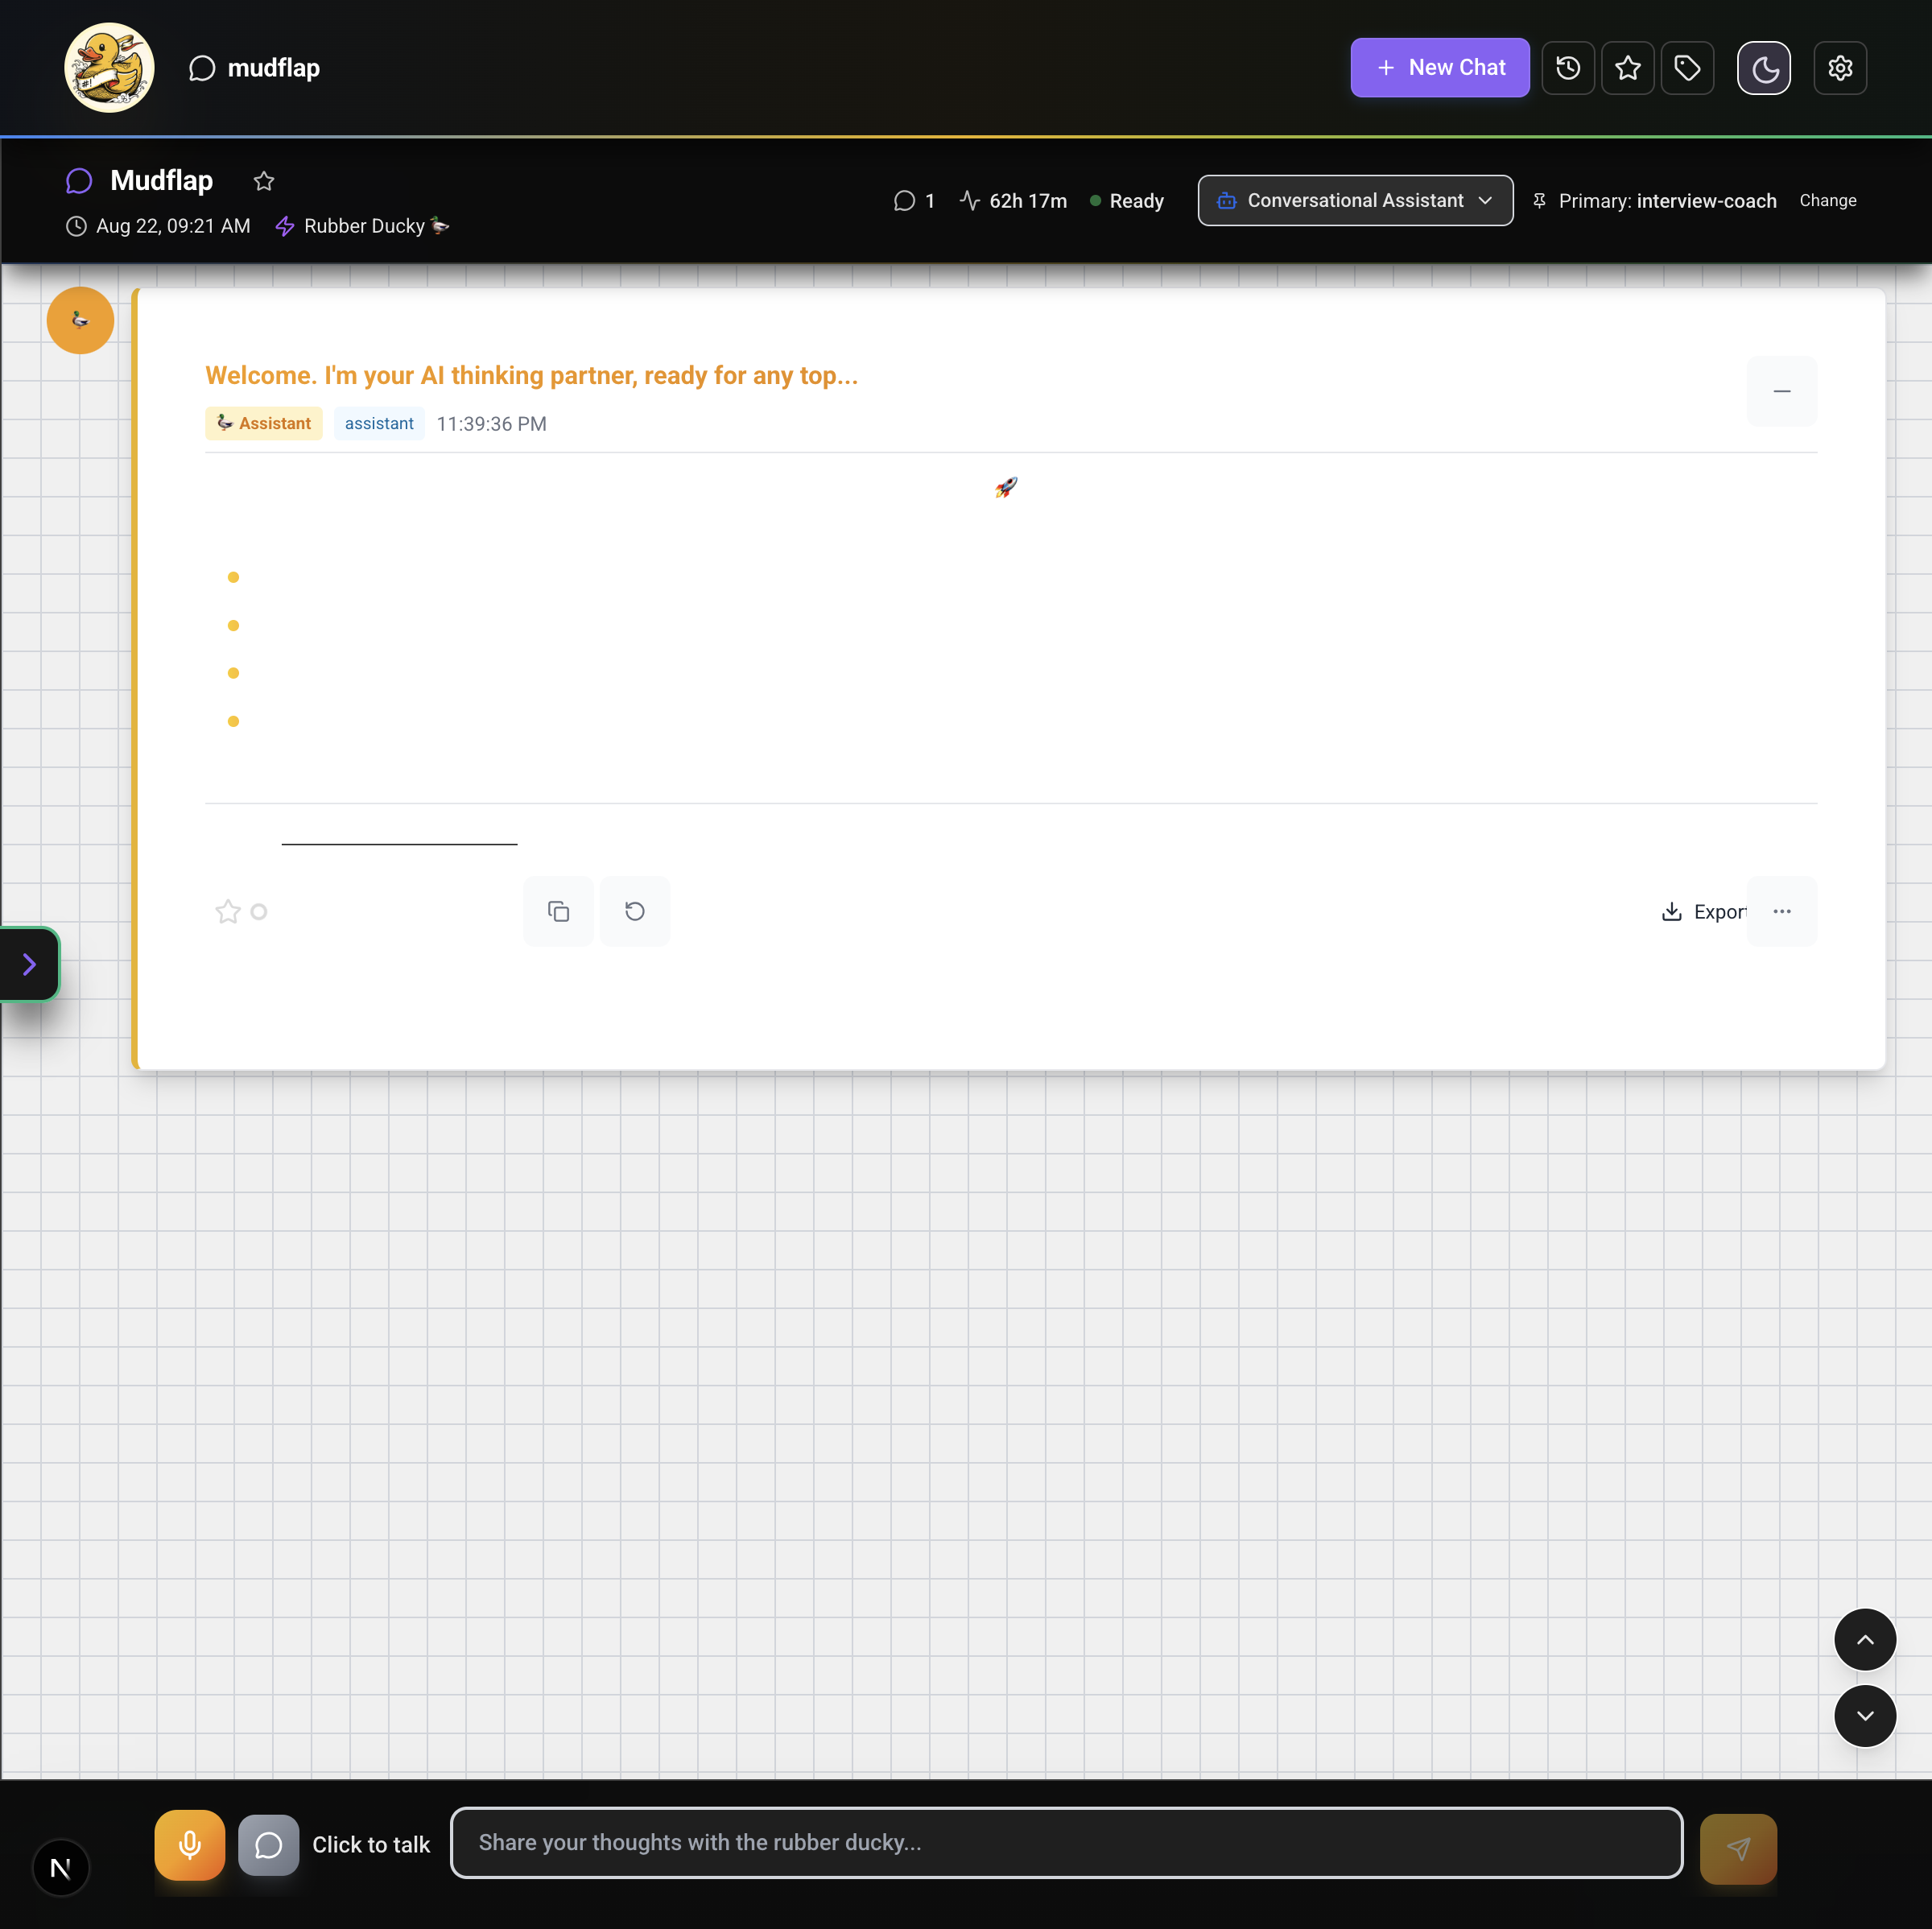 mudflap
New Chat
Mudflap
1
62h 17m
Ready
Conversational Assistant
Primary: interview-coach
Change
Aug 22, 09:21 AM
Rubber Ducky
Welcome. I'm your AI thinking partner, ready for any top...
Assistant
assistant
11:39:36 PM
Export
Click to talk
Share your thoughts with the rubber ducky...
N